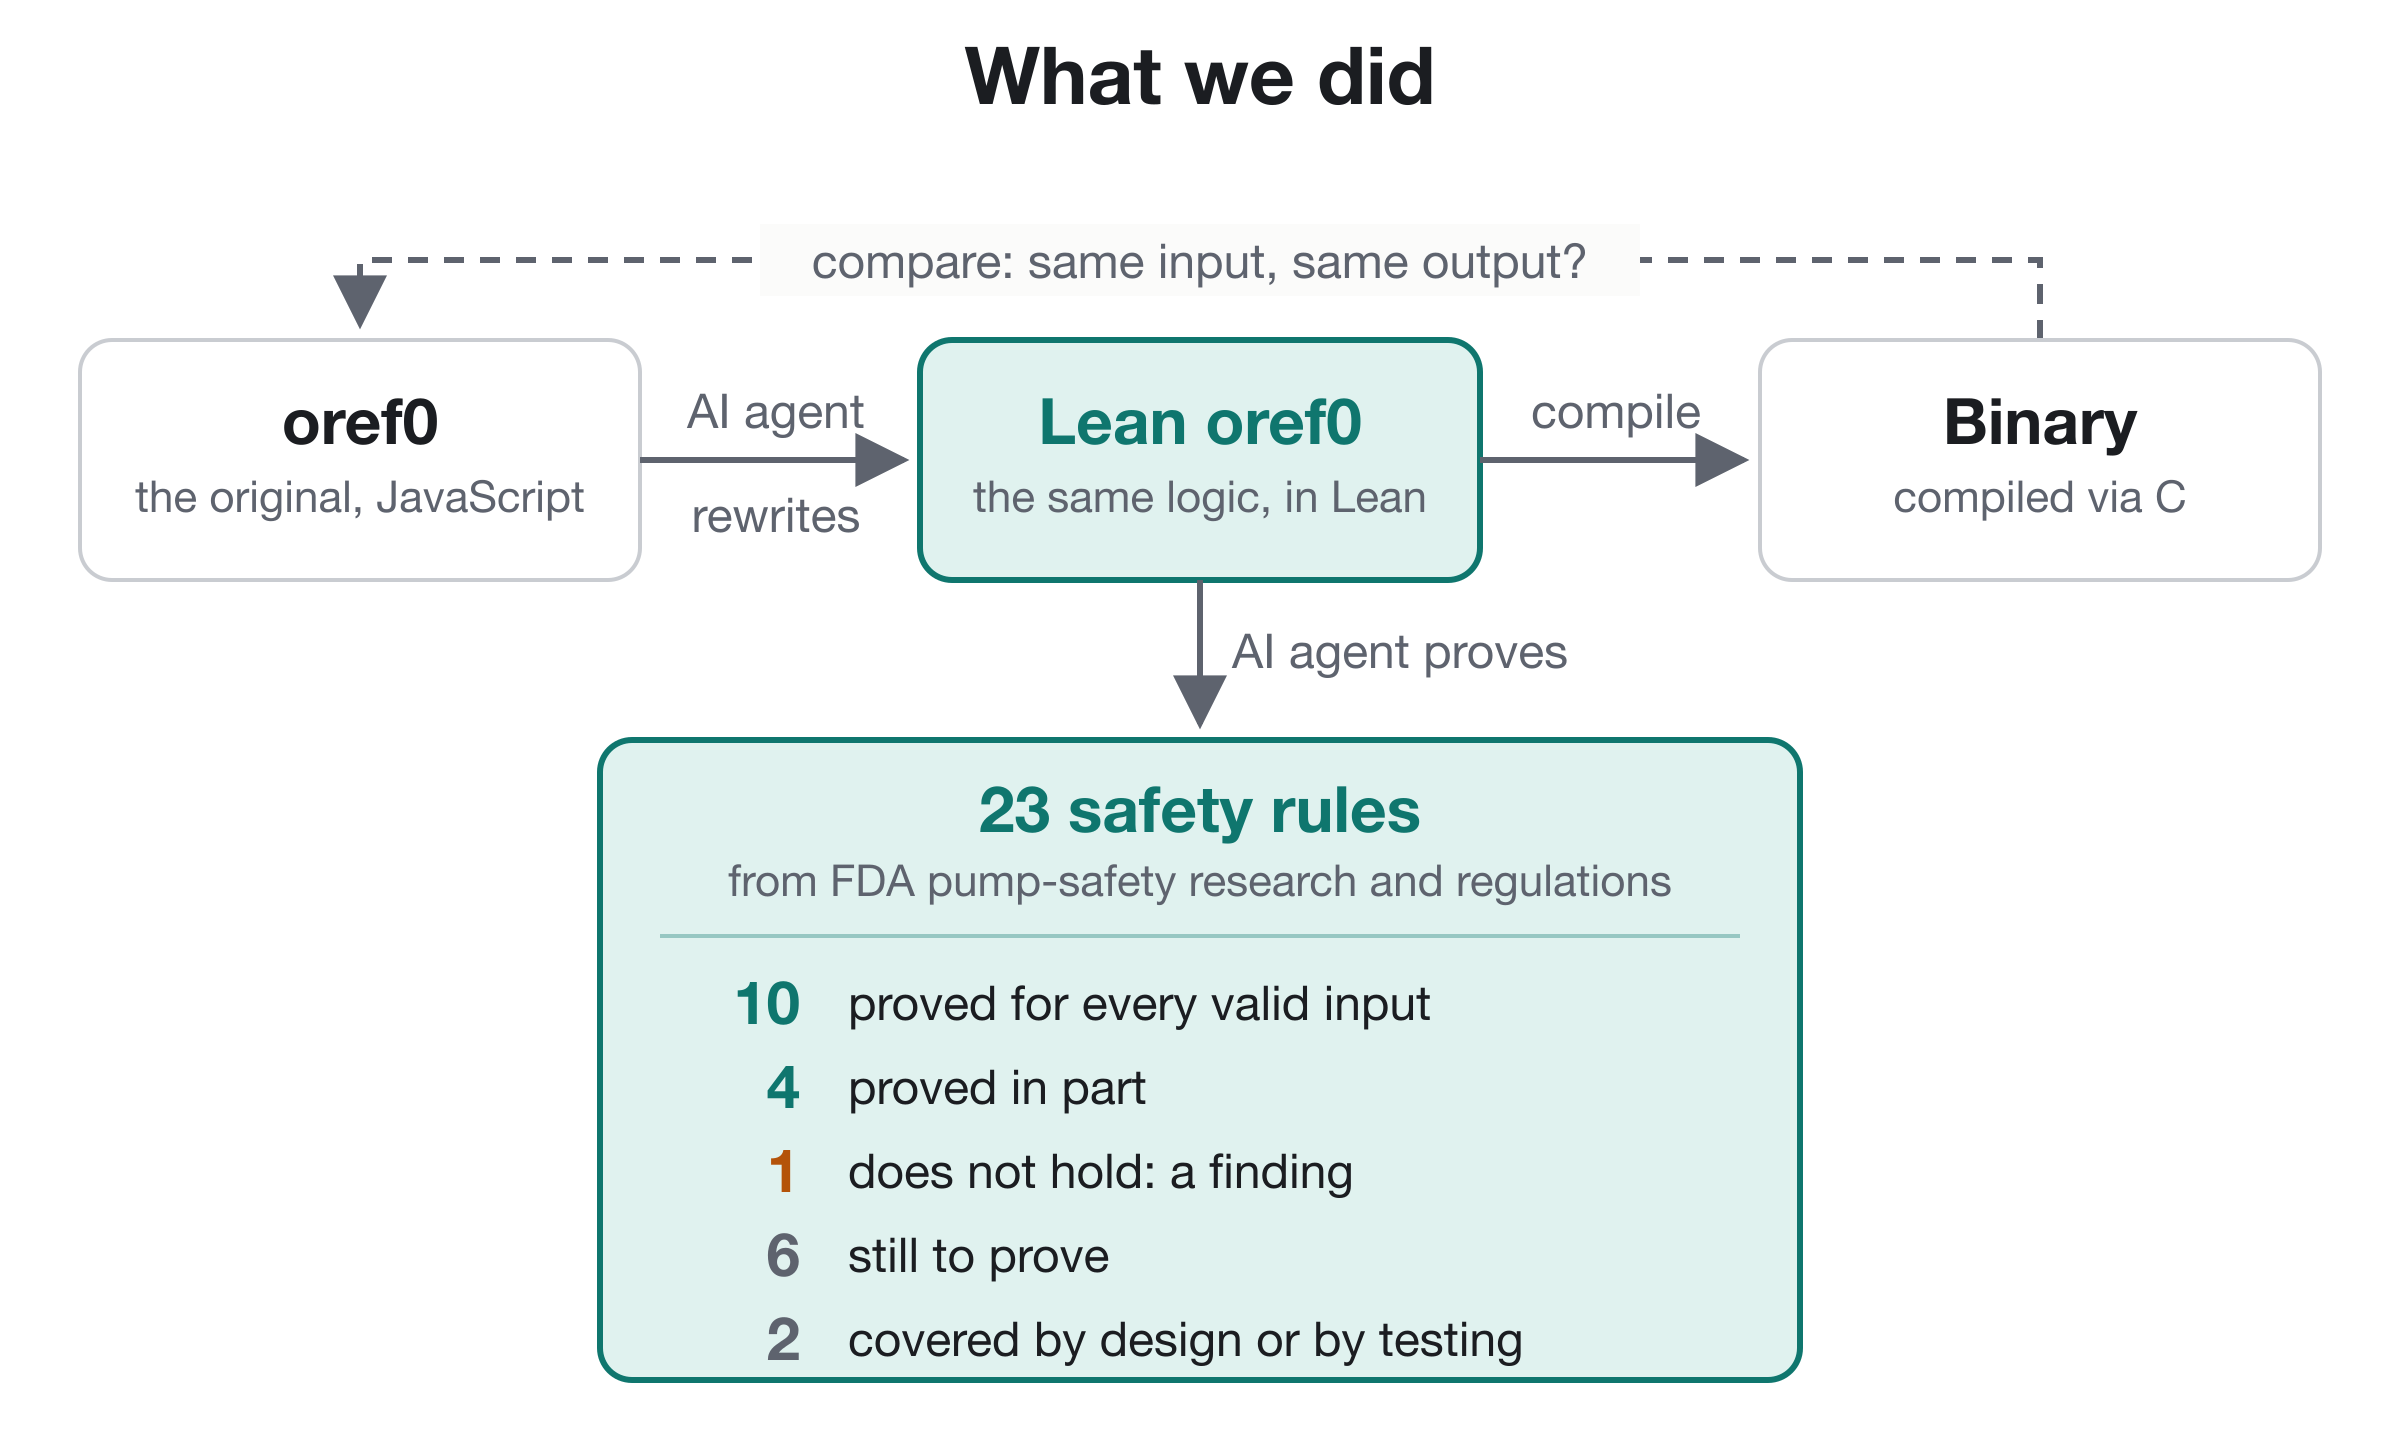 What we did
compare: same input, same output?
oref0
the original, JavaScript
AI agent
rewrites
Lean oref0
the same logic, in Lean
compile
Binary
compiled via C
AI agent proves
23 safety rules
from FDA pump-safety research and regulations
10 proved for every valid input
4 proved in part
1 does not hold: a finding
6 still to prove
2 covered by design or by testing